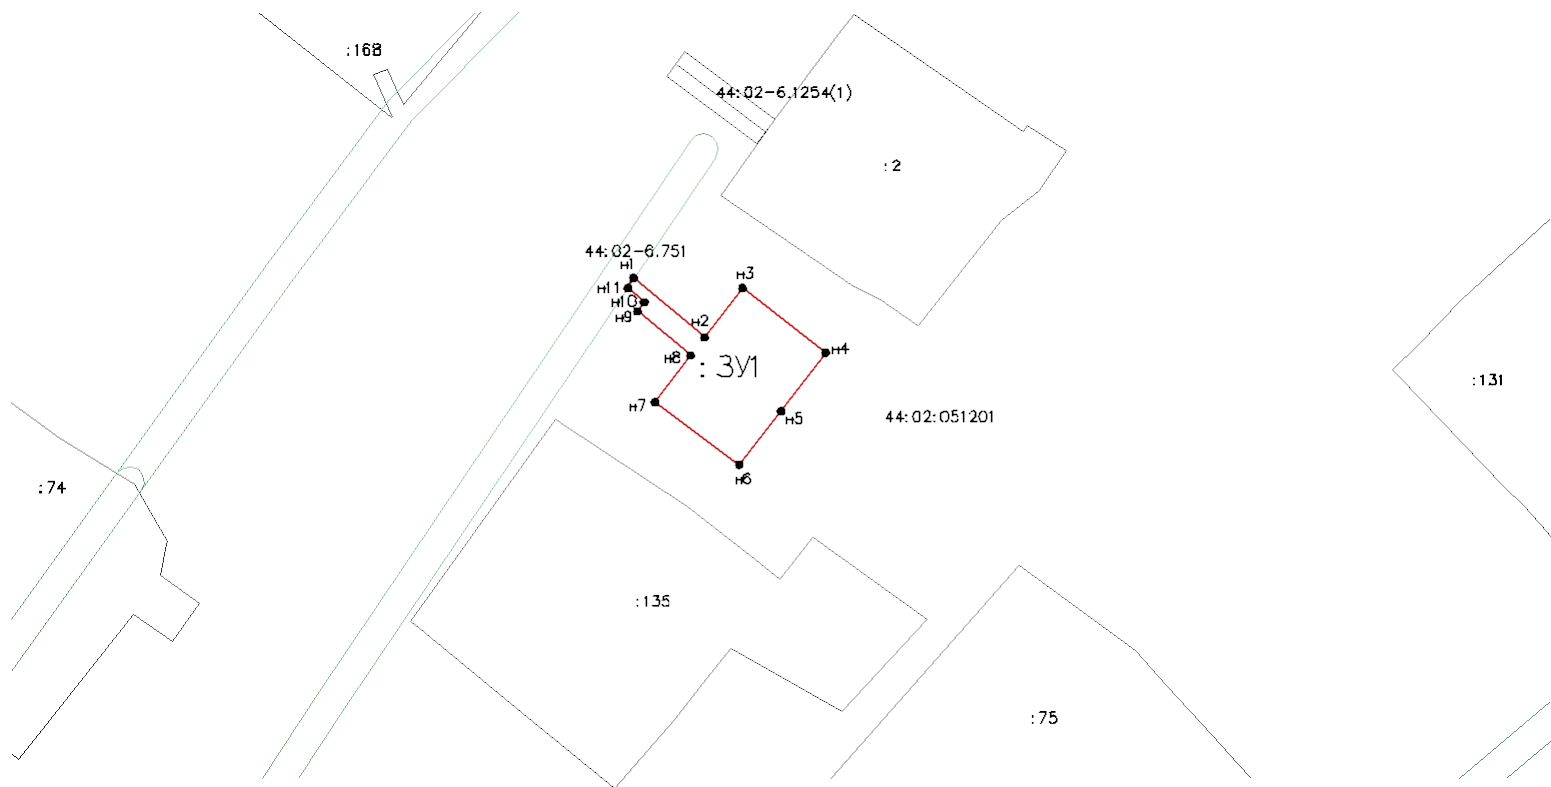 :168
44:02-6.1254(1)
:2
44:02-6.751
н1
н3
н11
н10
н9
н2
н4
н8
:ЗУ1
:131
н7
н5
44:02:051201
н6
:74
:135
:75